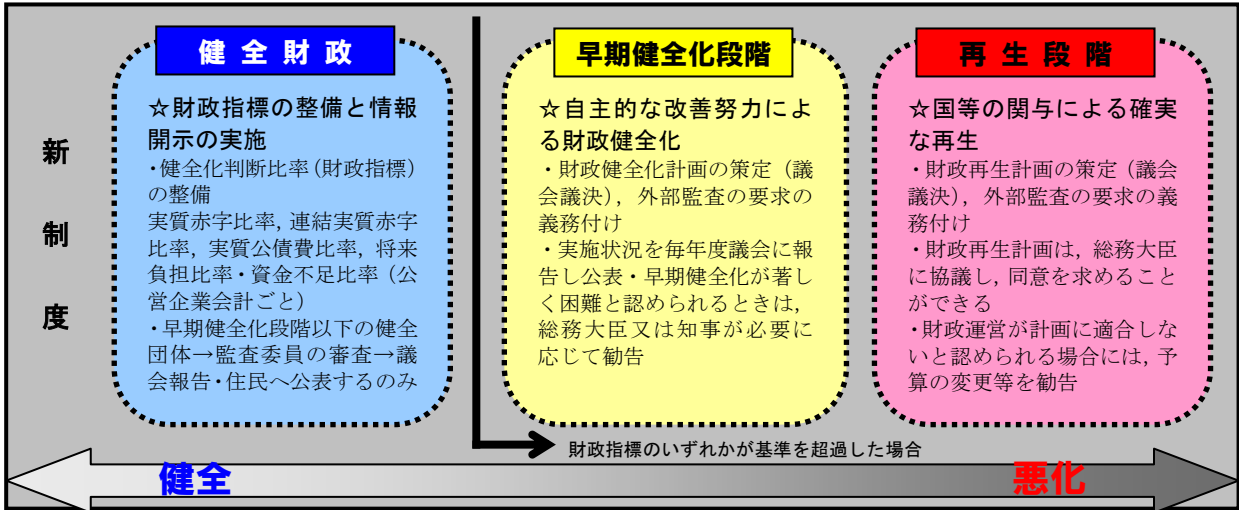 新制度
健全財政
☆財政指標の整備と情報
開示の実施
・健全化判断比率(財政指標)
の整備
実質赤字比率,連結実質赤字
比率,実質公債費比率,将来
負担比率・資金不足比率(公
営企業会計ごと)
・早期健全化段階以下の健全
団体→監査委員の審査→議
会報告・住民へ公表するのみ
早期健全化段階
☆自主的な改善努力によ
る財政健全化
・財政健全化計画の策定(議
会議決),外部監査の要求の
義務付け
・実施状況を毎年度議会に報
告し公表・早期健全化が著し
く困難と認められるときは,
総務大臣又は知事が必要に
応じて勧告
再生段階
☆国等の関与による確実
な再生
・財政再生計画の策定(議会
議決),外部監査の要求の義
務付け
・財政再生計画は,総務大臣
に協議し,同意を求めること
ができる
・財政運営が計画に適合しな
いと認められる場合には,予
算の変更等を勧告
財政指標のいずれかが基準を超過した場合
健全
悪化